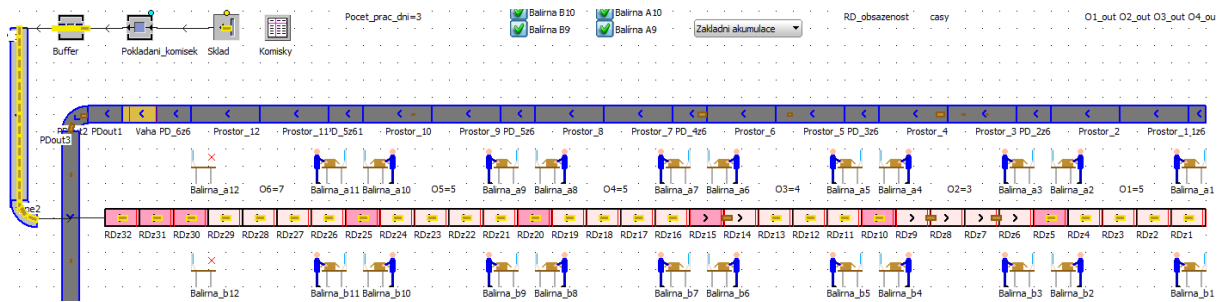 Pocet_prac_dni=3
Balirna B10
Balirna A10
RD_obsazenost
casy
O1_out O2_out O3_out O4_ou
Balirna B9
Balirna A9
Zakladni akumulace
Buffer
Pokladani_komisek
Sklad
Komisky
PDout1 Vaha PD_6z6 Prostor_12 Prostor_11 PD_5z61 Prostor_10 Prostor_9 PD_5z6 Prostor_8 Prostor_7 PD_4z6 Prostor_6 Prostor_5 PD_3z6 Prostor_4 Prostor_3 PD_2z6 Prostor_2 Prostor_1
PDout3
Balirna_a12 O6=7 Balirna_a11 Balirna_a10 O5=5 Balirna_a9 Balirna_a8 O4=5 Balirna_a7 Balirna_a6 O3=4 Balirna_a5 Balirna_a4 O2=3 Balirna_a3 Balirna_a2 O1=5 Balirna_a1
RDz32 RDz31 RDz30 RDz29 RDz28 RDz27 RDz26 RDz25 RDz24 RDz23 RDz22 RDz21 RDz20 RDz19 RDz18 RDz17 RDz16 RDz15 RDz14 RDz13 RDz12 RDz11 RDz10 RDz9 RDz8 RDz7 RDz6 RDz5 RDz4 RDz3 RDz2 RDz1
Balirna_b12 Balirna_b11 Balirna_b10 Balirna_b9 Balirna_b8 Balirna_b7 Balirna_b6 Balirna_b5 Balirna_b4 Balirna_b3 Balirna_b2 Balirna_b1